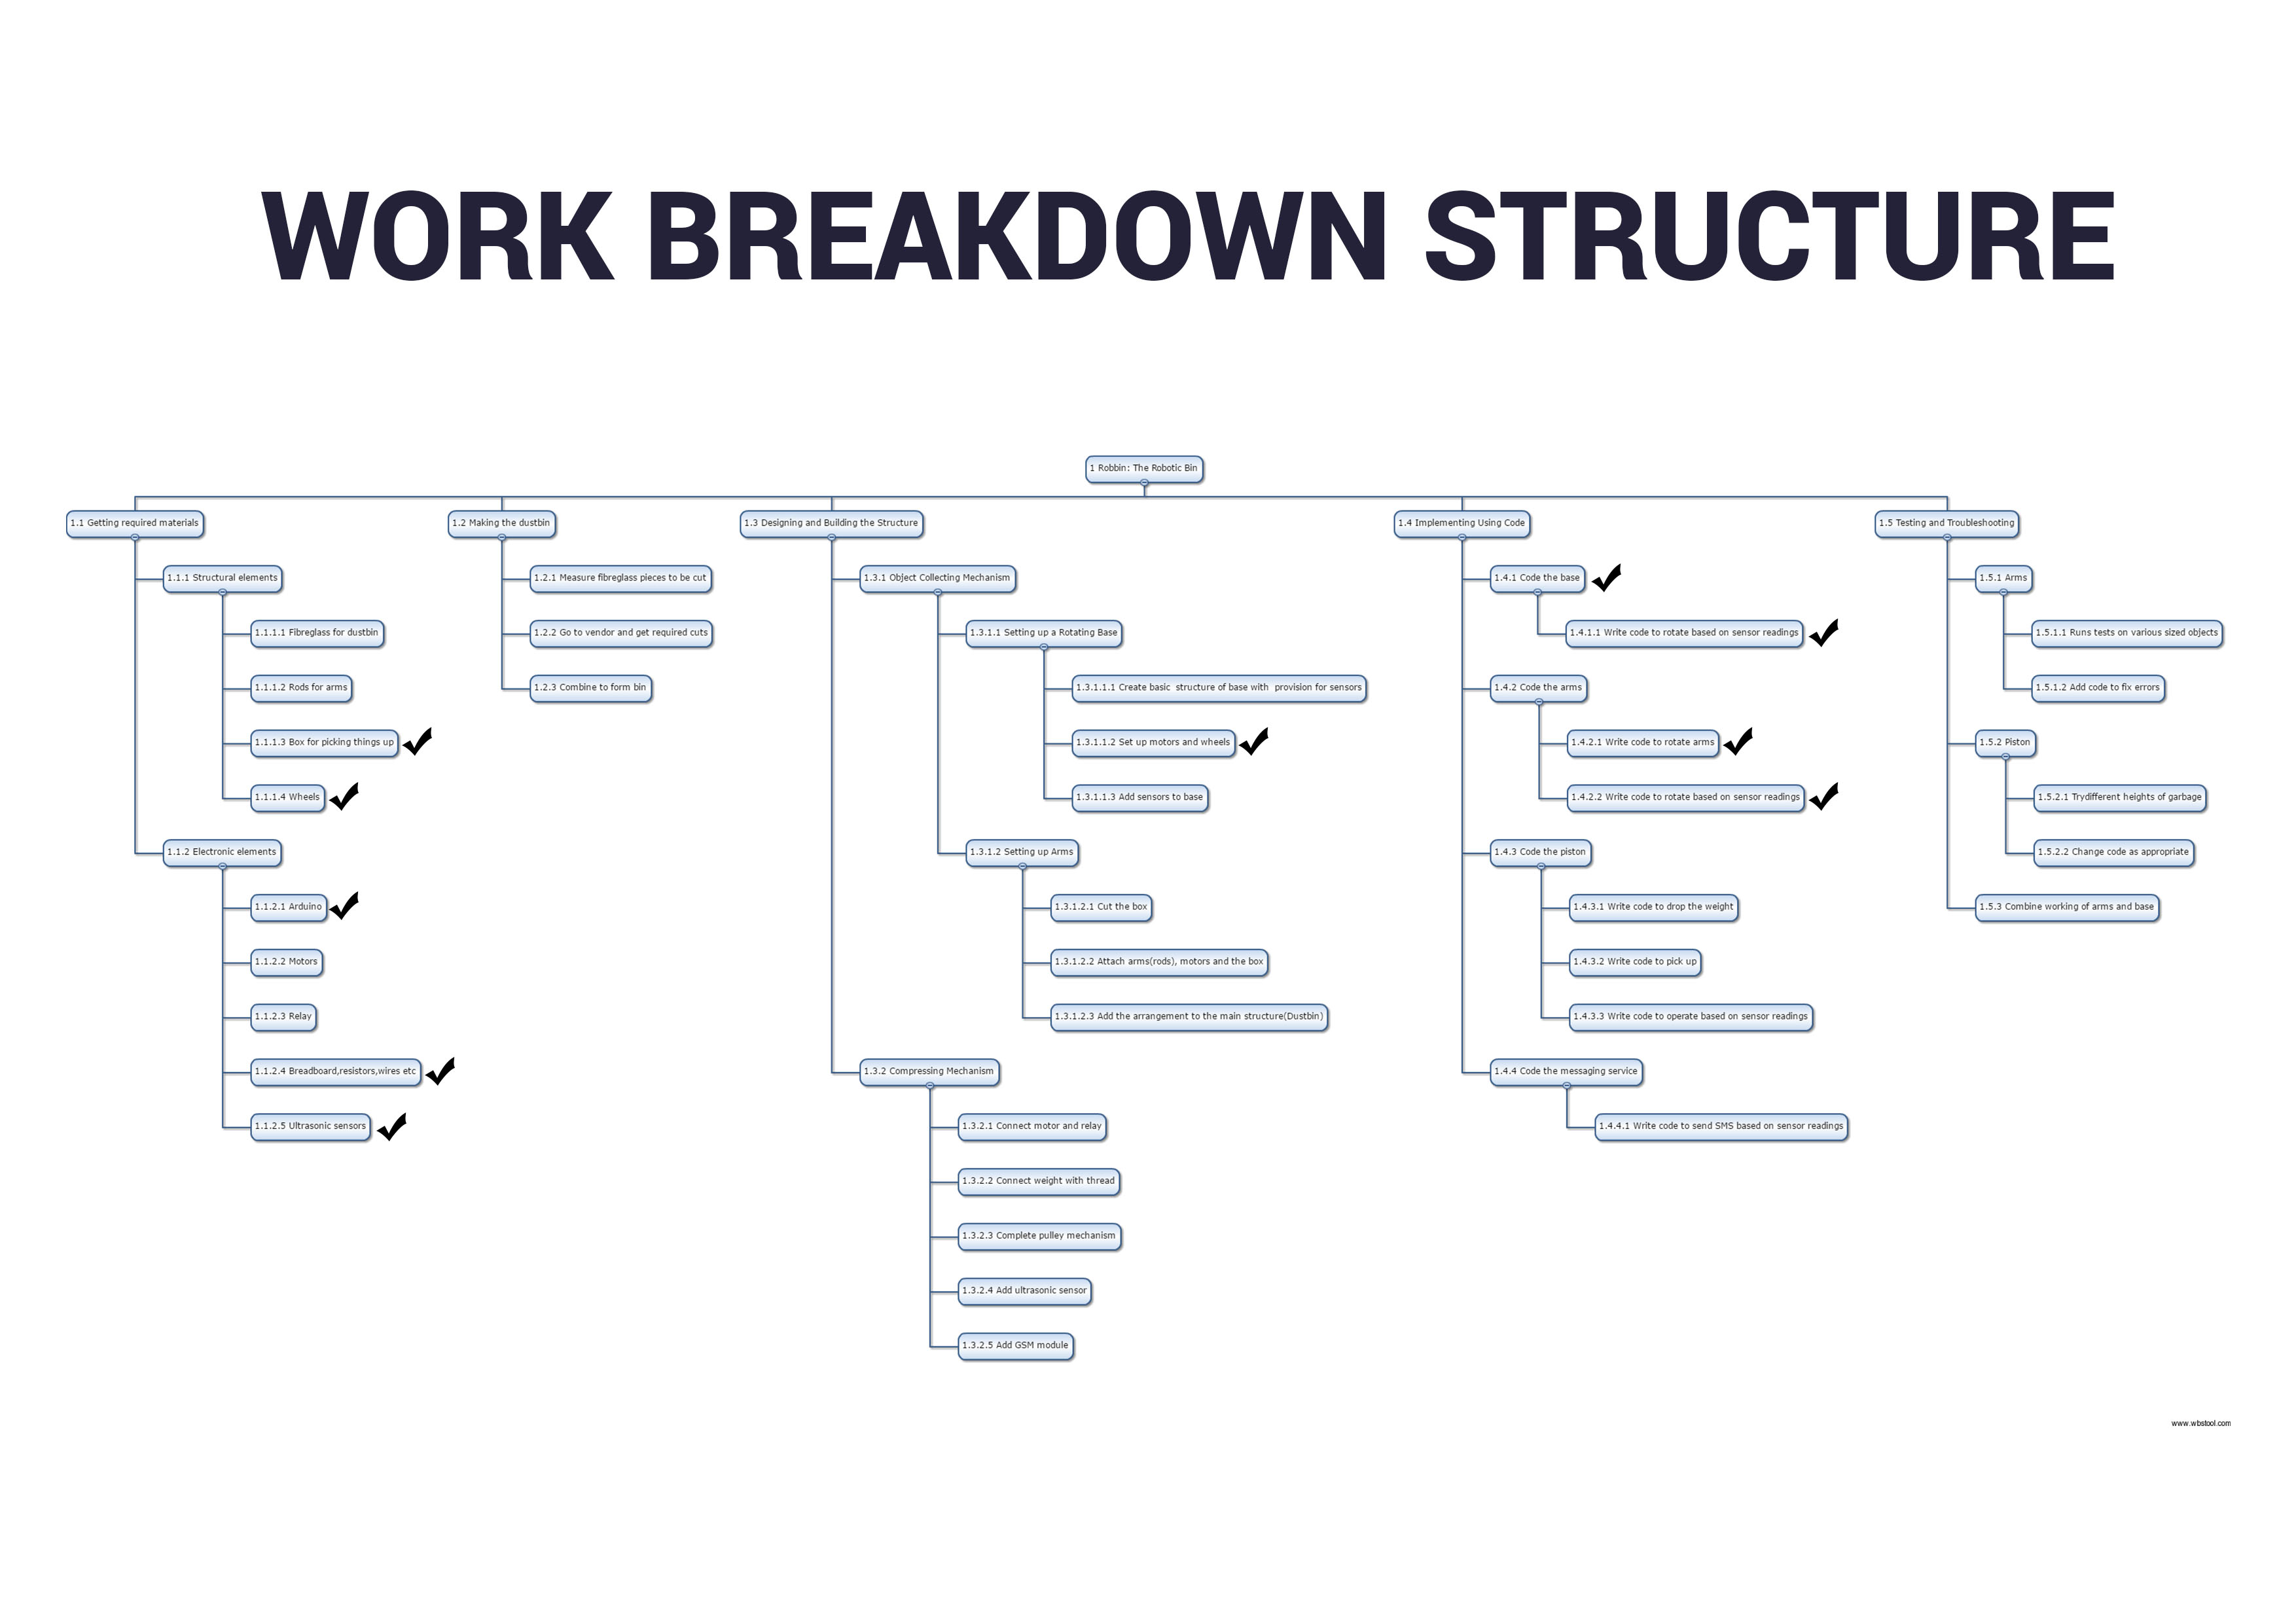 WORK BREAKDOWN STRUCTURE
1 Robbin: The Robotic Bin
1.1 Getting required materials
1.1.1 Structural elements
1.1.1.1 Fibreglass for dustbin
1.1.1.2 Rods for arms
1.1.1.3 Box for picking things up
1.1.1.4 Wheels
1.1.2 Electronic elements
1.1.2.1 Arduino
1.1.2.2 Motors
1.1.2.3 Relay
1.1.2.4 Breadboard,resistors,wires etc
1.1.2.5 Ultrasonic sensors
1.2 Making the dustbin
1.2.1 Measure fibreglass pieces to be cut
1.2.2 Go to vendor and get required cuts
1.2.3 Combine to form bin
1.3 Designing and Building the Structure
1.3.1 Object Collecting Mechanism
1.3.1.1 Setting up a Rotating Base
1.3.1.1.1 Create basic  structure of base with  provision for sensors
1.3.1.1.2 Set up motors and wheels
1.3.1.1.3 Add sensors to base
1.3.1.2 Setting up Arms
1.3.1.2.1 Cut the box
1.3.1.2.2 Attach arms(rods), motors and the box
1.3.1.2.3 Add the arrangement to the main structure(Dustbin)
1.3.2 Compressing Mechanism
1.3.2.1 Connect motor and relay
1.3.2.2 Connect weight with thread
1.3.2.3 Complete pulley mechanism
1.3.2.4 Add ultrasonic sensor
1.3.2.5 Add GSM module
1.4 Implementing Using Code
1.4.1 Code the base
1.4.1.1 Write code to rotate based on sensor readings
1.4.2 Code the arms
1.4.2.1 Write code to rotate arms
1.4.2.2 Write code to rotate based on sensor readings
1.4.3 Code the piston
1.4.3.1 Write code to drop the weight
1.4.3.2 Write code to pick up
1.4.3.3 Write code to operate based on sensor readings
1.4.4 Code the messaging service
1.4.4.1 Write code to send SMS based on sensor readings
1.5 Testing and Troubleshooting
1.5.1 Arms
1.5.1.1 Runs tests on various sized objects
1.5.1.2 Add code to fix errors
1.5.2 Piston
1.5.2.1 Trydifferent heights of garbage
1.5.2.2 Change code as appropriate
1.5.3 Combine working of arms and base
www.wbstool.com